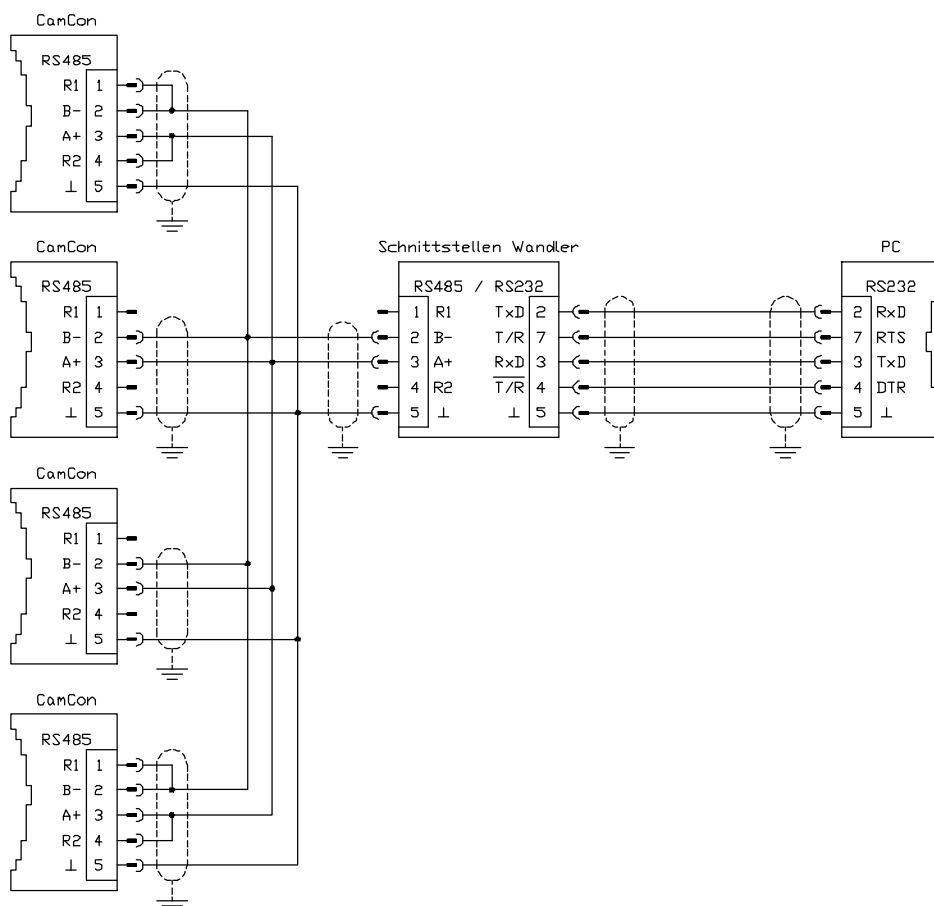 CamCon
RS485
R1 1
B- 2
A+ 3
R2 4
⊥ 5
CamCon
RS485
R1 1
B- 2
A+ 3
R2 4
⊥ 5
Schnittstellen Wandler
RS485 / RS232
1 R1 TxD 2
2 B- T/R 7
3 A+ RxD 3
4 R2 T/R 4
5 ⊥ ⊥ 5
PC
RS232
2 RxD
7 RTS
3 TxD
4 DTR
5 ⊥
CamCon
RS485
R1 1
B- 2
A+ 3
R2 4
⊥ 5
CamCon
RS485
R1 1
B- 2
A+ 3
R2 4
⊥ 5